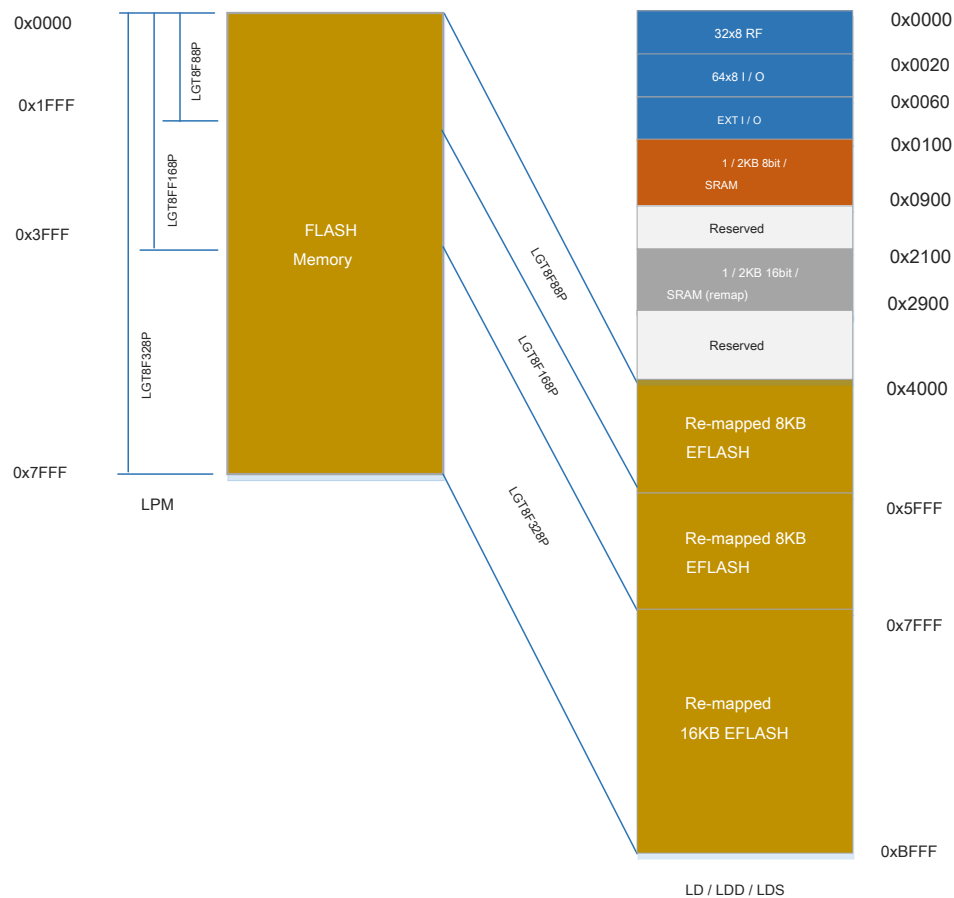 0x0000
0x1FFF
0x3FFF
0x7FFF
LGT8F88P
LGT8FF168P
LGT8F328P
LPM
FLASH
Memory
LGT8F88P
LGT8F168P
LGT8F328P
32x8 RF
64x8 I / O
EXT I / O
1 / 2KB 8bit /
SRAM
Reserved
1 / 2KB 16bit /
SRAM (remap)
Reserved
Re-mapped 8KB
EFLASH
Re-mapped 8KB
EFLASH
Re-mapped
16KB EFLASH
0x0000
0x0020
0x0060
0x0100
0x0900
0x2100
0x2900
0x4000
0x5FFF
0x7FFF
0xBFFF
LD / LDD / LDS